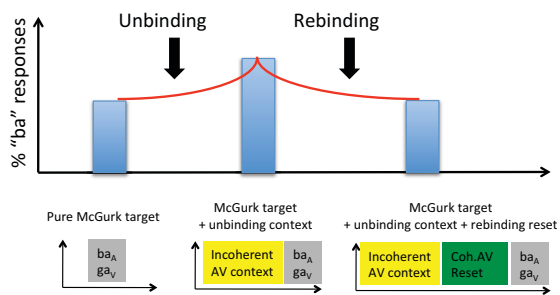 Unbinding
Rebinding
% “ba” responses
Pure McGurk target
baA
gaV
McGurk target
+ unbinding context
Incoherent
AV context
baA
gaV
McGurk target
+ unbinding context + rebinding reset
Incoherent
AV context
Coh.AV
Reset
baA
gaV